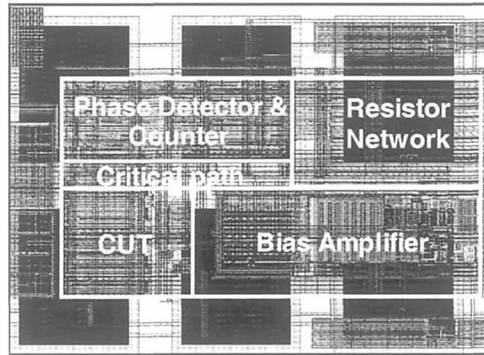 Phase Detector &
Counter
Resistor
Network
Critical path
CUT
Bias Amplifier